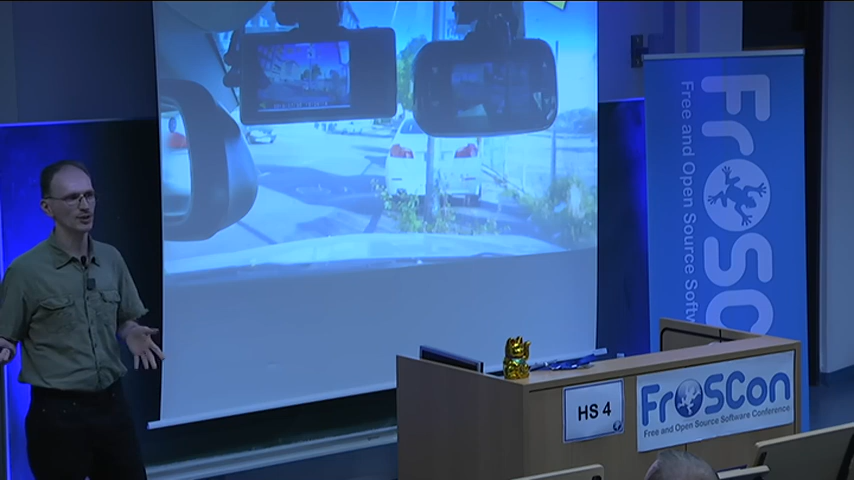 FrOSCon
Free and Open Source Softw
HS 4
FrOSCon
Free and Open Source Software Conference